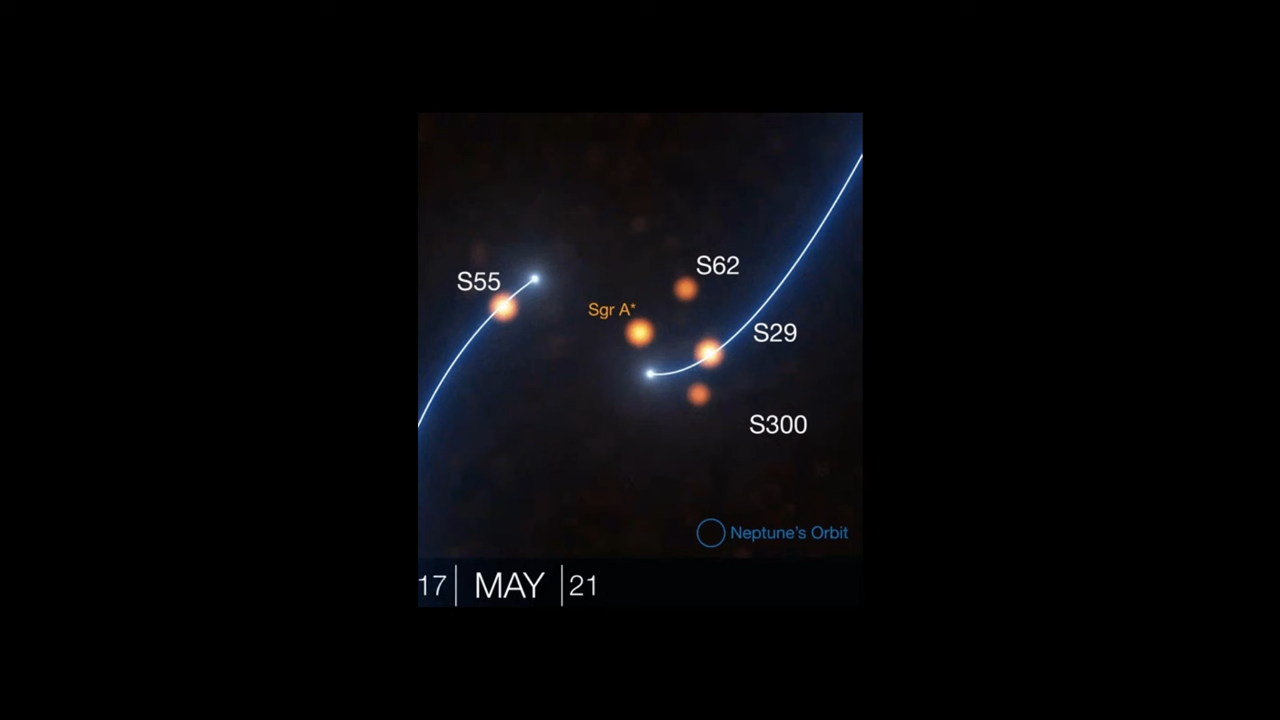 S62
S55
Sgr A*
S29
S300
Neptune's Orbit
17 MAY 21